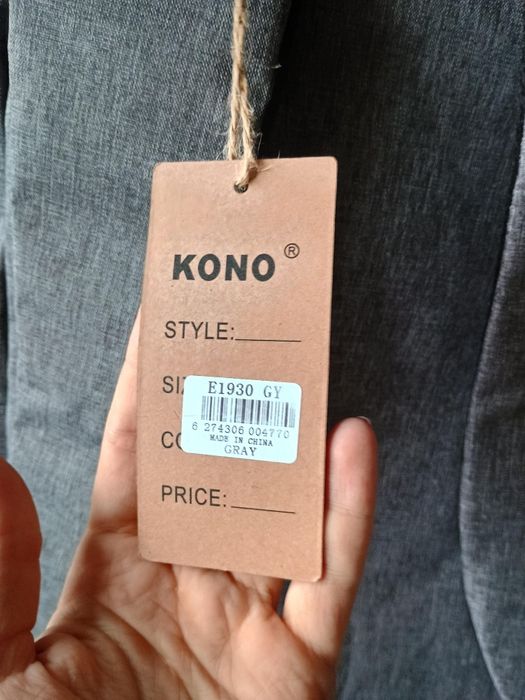 KONO ®
STYLE:
E1930 GY
6 274306 004770
MADE IN CHINA
GRAY
PRICE: